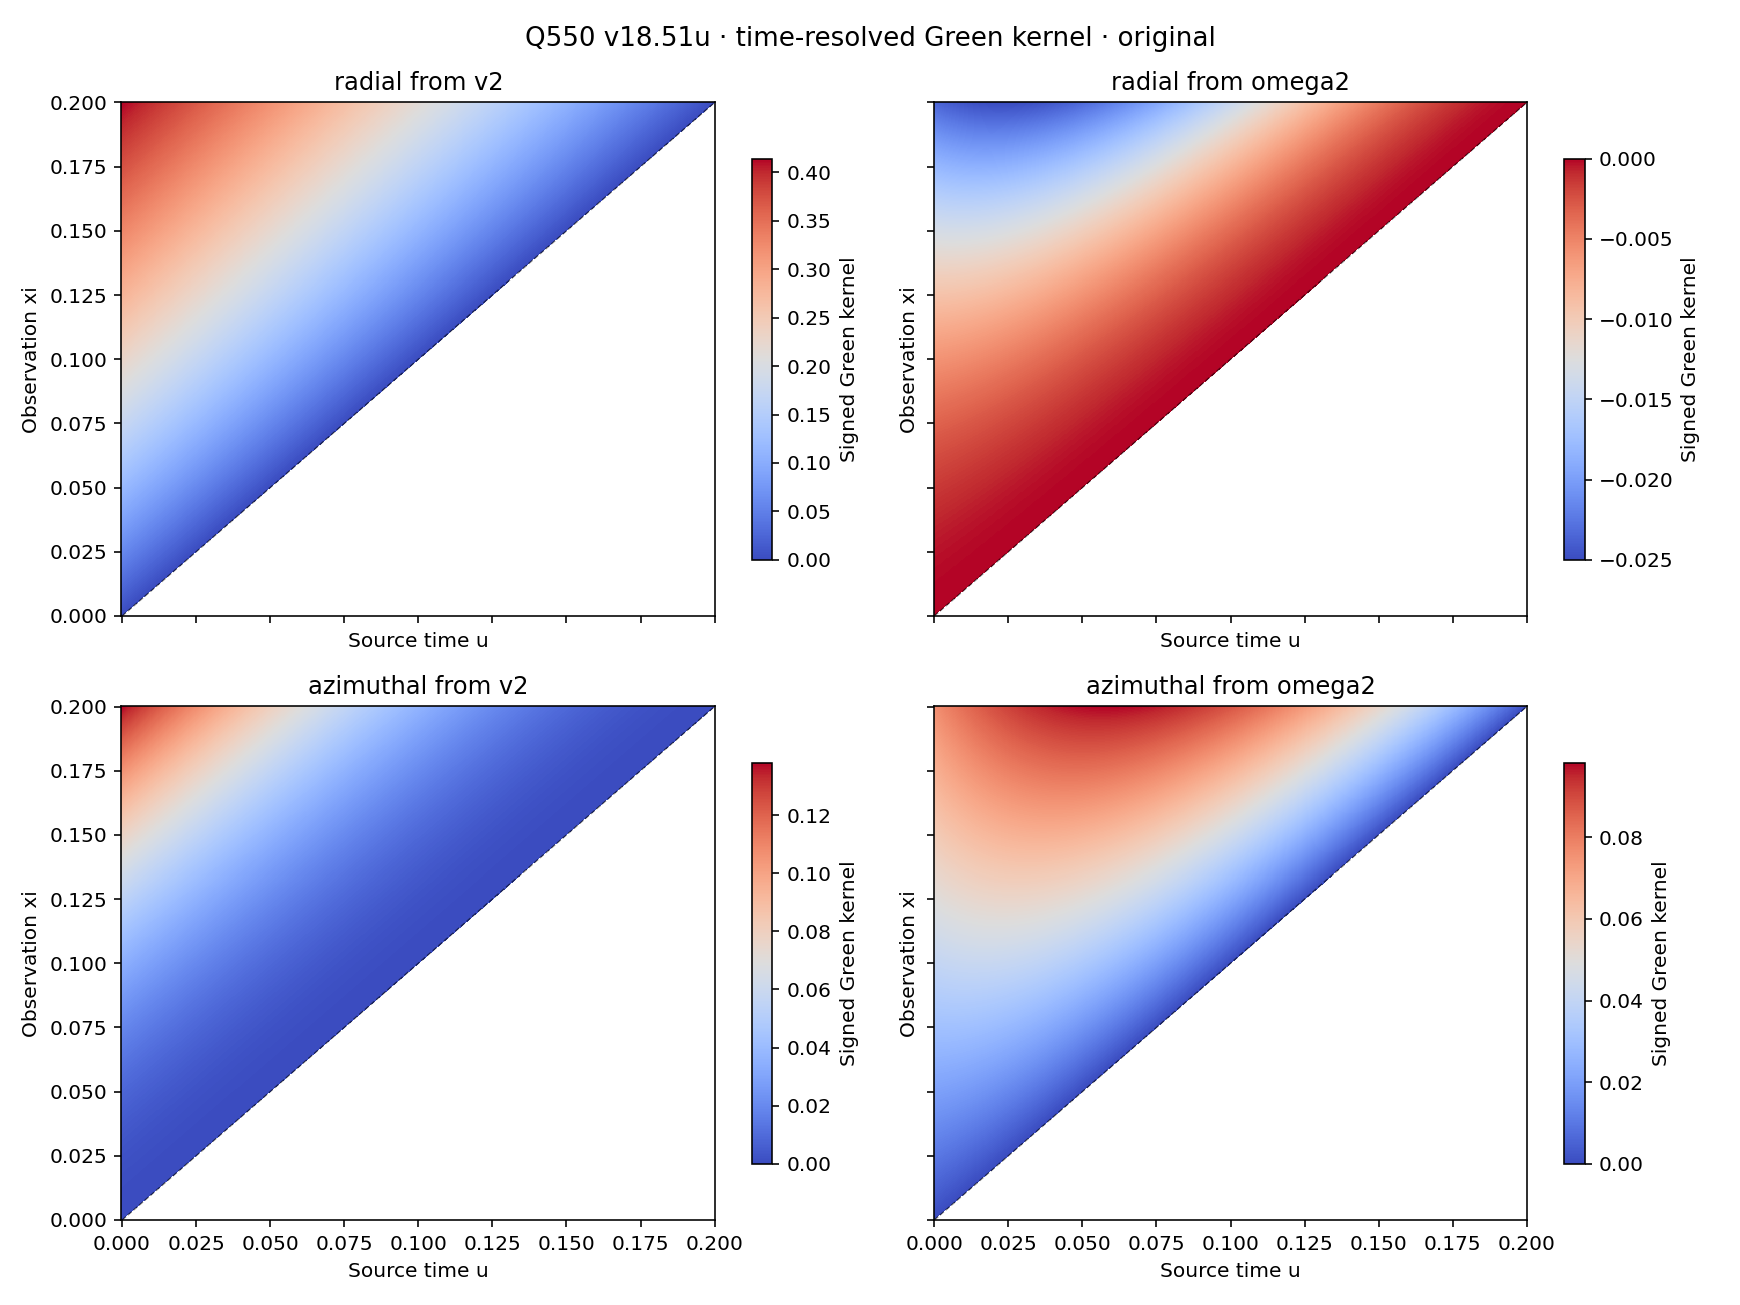 Q550 v18.51u · time-resolved Green kernel · original
radial from v2
0.200
0.175
0.150
0.125
0.100
0.075
0.050
0.025
0.000
Observation xi
Source time u
0.40
0.35
0.30
0.25
0.20
0.15
0.10
0.05
0.00
Signed Green kernel
radial from omega2
Observation xi
Source time u
0.000
−0.005
−0.010
−0.015
−0.020
−0.025
Signed Green kernel
azimuthal from v2
0.200
0.175
0.150
0.125
0.100
0.075
0.050
0.025
0.000
Observation xi
0.000 0.025 0.050 0.075 0.100 0.125 0.150 0.175 0.200
Source time u
0.12
0.10
0.08
0.06
0.04
0.02
0.00
Signed Green kernel
azimuthal from omega2
Observation xi
0.000 0.025 0.050 0.075 0.100 0.125 0.150 0.175 0.200
Source time u
0.08
0.06
0.04
0.02
0.00
Signed Green kernel